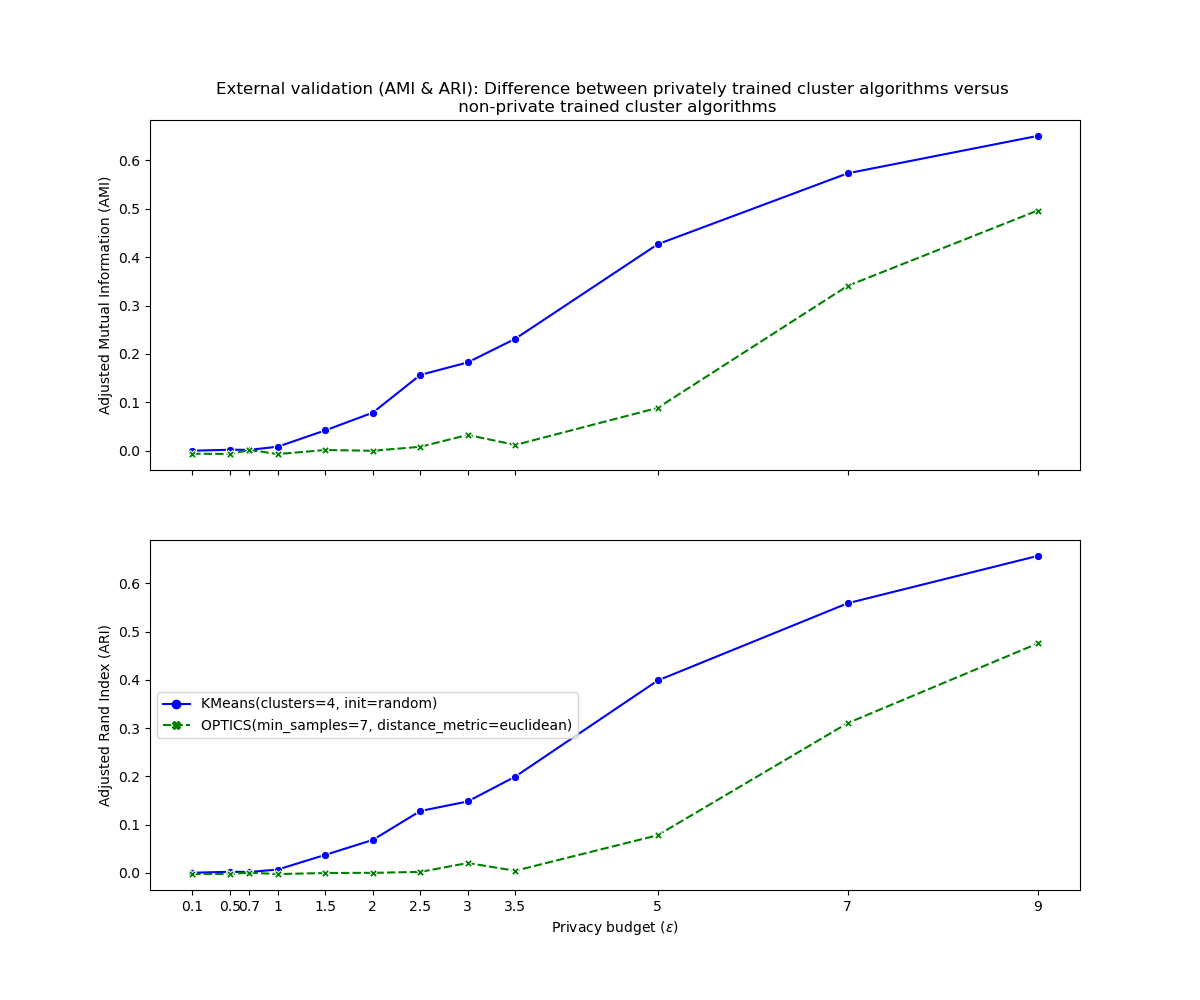 External validation (AMI & ARI): Difference between privately trained cluster algorithms versus
non-private trained cluster algorithms
Adjusted Mutual Information (AMI)
0.6
0.5
0.4
0.3
0.2
0.1
0.0
Adjusted Rand Index (ARI)
0.6
0.5
0.4
0.3
0.2
0.1
0.0
KMeans(clusters=4, init=random)
OPTICS(min_samples=7, distance_metric=euclidean)
0.1 0.5 0.7 1 1.5 2 2.5 3 3.5 5 7 9
Privacy budget (ε)